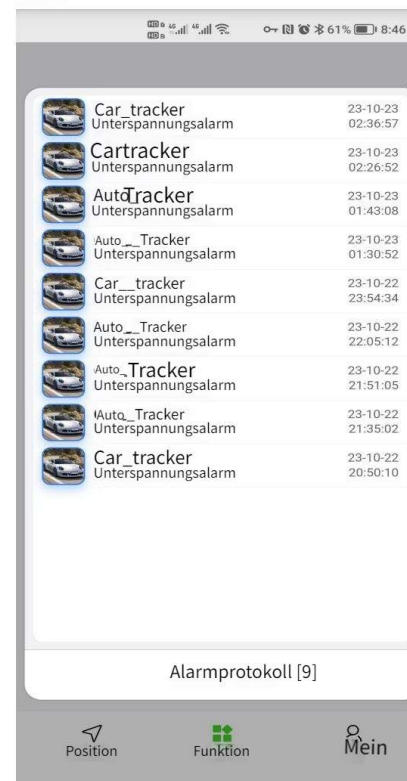 HD B 4G 4G 61% 8:46
HD B
Car_tracker
Unterspannungsalarm
23-10-23
02:36:57
Cartracker
Unterspannungsalarm
23-10-23
02:26:52
AutoTracker
Unterspannungsalarm
23-10-23
01:43:08
Auto__Tracker
Unterspannungsalarm
23-10-23
01:30:52
Car__tracker
Unterspannungsalarm
23-10-22
23:54:34
Auto__Tracker
Unterspannungsalarm
23-10-22
22:05:12
Auto_Tracker
Unterspannungsalarm
23-10-22
21:51:05
Auto_Tracker
Unterspannungsalarm
23-10-22
21:35:02
Car_tracker
Unterspannungsalarm
23-10-22
20:50:10
Alarmprotokoll [9]
Position
Funktion
Mein